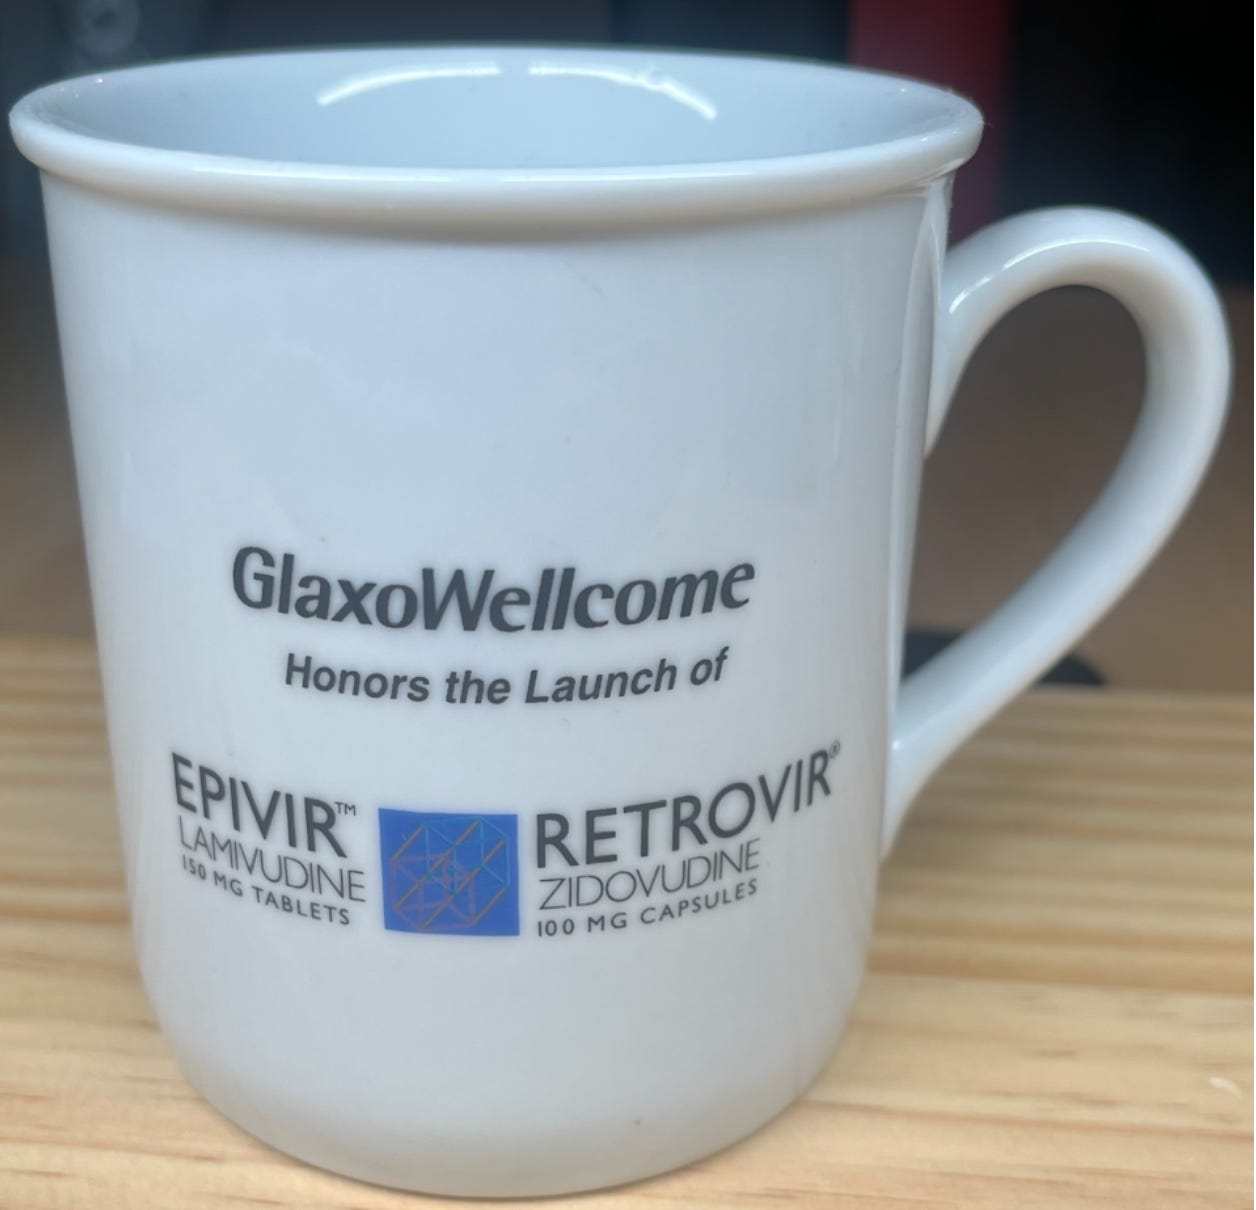 GlaxoWellcome
Honors the Launch of
EPIVIR™
LAMIVUDINE
150 MG TABLETS
RETROVIR®
ZIDOVUDINE
100 MG CAPSULES